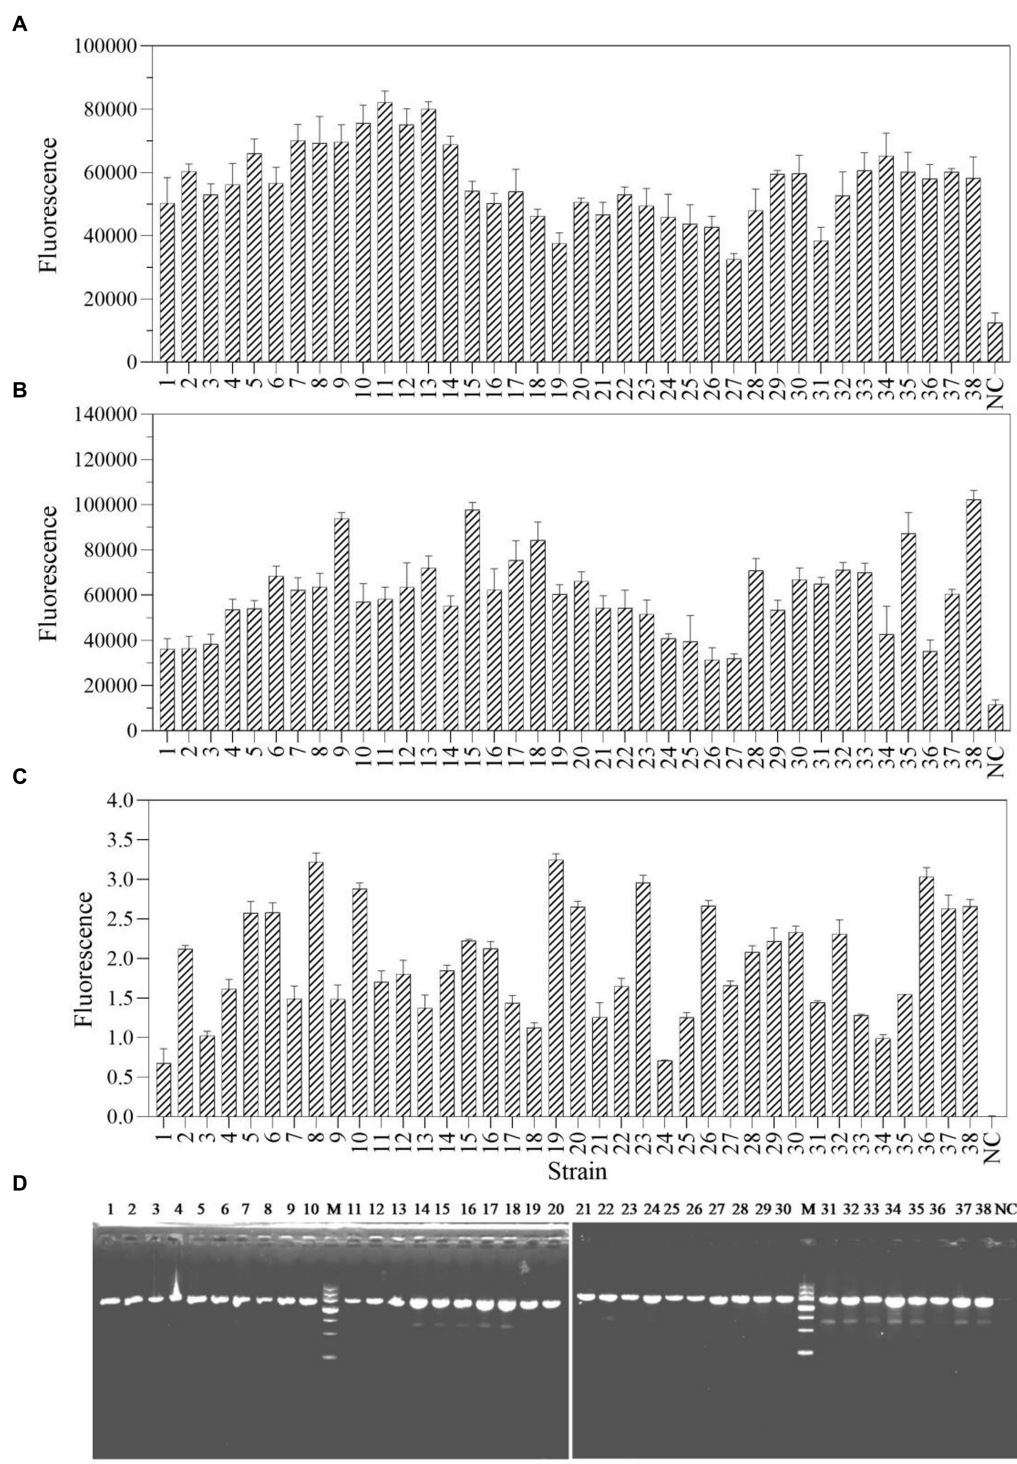 A
Fluorescence
100000
80000
60000
40000
20000
0
1 2 3 4 5 6 7 8 9 10 11 12 13 14 15 16 17 18 19 20 21 22 23 24 25 26 27 28 29 30 31 32 33 34 35 36 37 38 NC
B
Fluorescence
140000
120000
100000
80000
60000
40000
20000
0
1 2 3 4 5 6 7 8 9 10 11 12 13 14 15 16 17 18 19 20 21 22 23 24 25 26 27 28 29 30 31 32 33 34 35 36 37 38 NC
C
Fluorescence
4.0
3.5
3.0
2.5
2.0
1.5
1.0
0.5
0.0
1 2 3 4 5 6 7 8 9 10 11 12 13 14 15 16 17 18 19 20 21 22 23 24 25 26 27 28 29 30 31 32 33 34 35 36 37 38 NC
Strain
D
1 2 3 4 5 6 7 8 9 10 M 11 12 13 14 15 16 17 18 19 20 21 22 23 24 25 26 27 28 29 30 M 31 32 33 34 35 36 37 38 NC